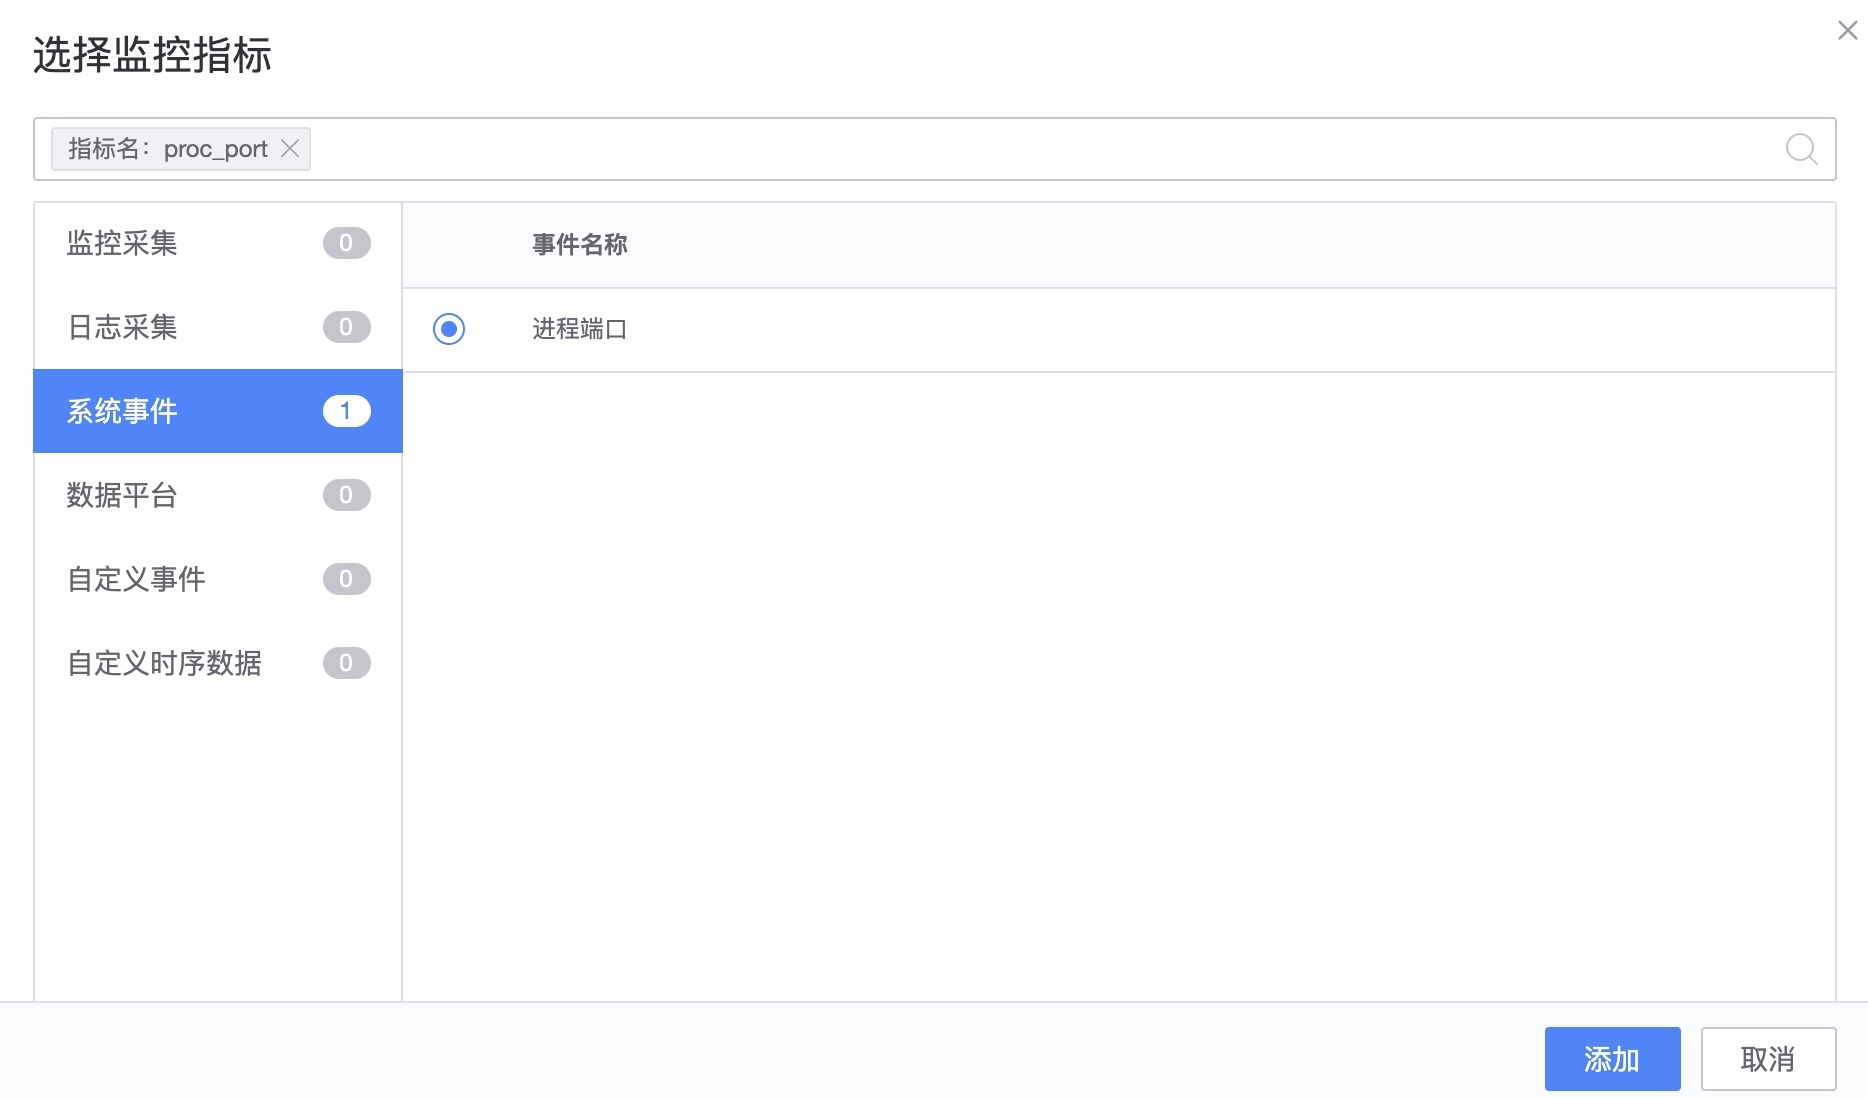 选择监控指标
指标名：proc_port
监控采集 0
日志采集 0
系统事件 1
数据平台 0
自定义事件 0
自定义时序数据 0
事件名称
进程端口
添加 取消